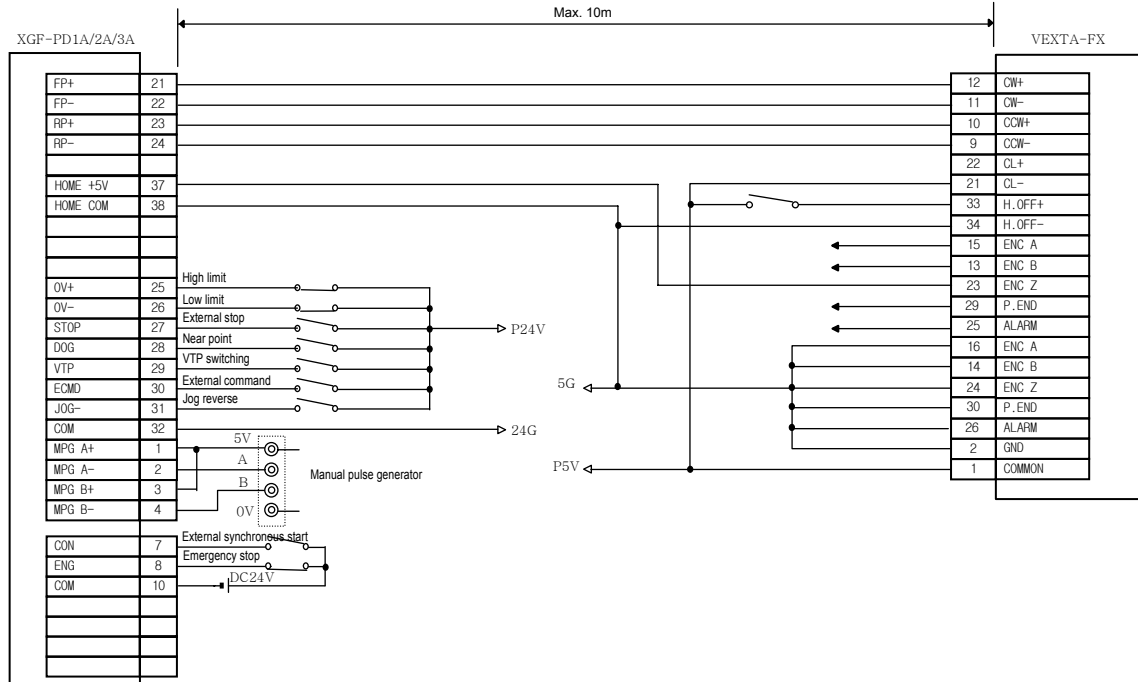 Max. 10m
XGF-PD1A/2A/3A
VEXTA-FX
FP+ 21
FP- 22
RP+ 23
RP- 24
HOME +5V 37
HOME COM 38
OV+ 25 High limit
OV- 26 Low limit
STOP 27 External stop
DOG 28 Near point
VTP 29 VTP switching
ECMD 30 External command
JOG- 31 Jog reverse
COM 32
MPG A+ 1
MPG A- 2
MPG B+ 3
MPG B- 4
P24V
24G
5V
A
B
0V
Manual pulse generator
CON 7 External synchronous start
ENG 8 Emergency stop
COM 10 DC24V
5G
P5V
12 CW+
11 CW-
10 CCW+
9 CCW-
22 CL+
21 CL-
33 H.OFF+
34 H.OFF-
15 ENC A
13 ENC B
23 ENC Z
29 P.END
25 ALARM
16 ENC A
14 ENC B
24 ENC Z
30 P.END
26 ALARM
2 GND
1 COMMON